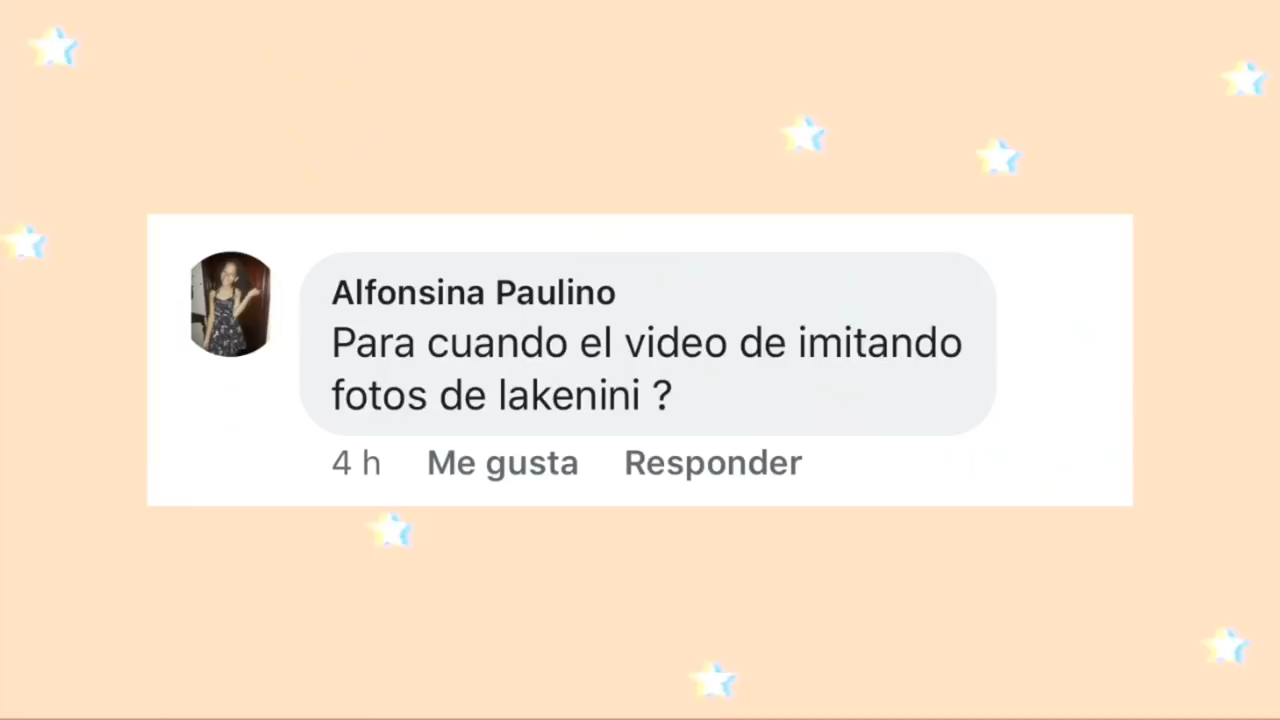 Alfonsina Paulino
Para cuando el video de imitando
fotos de lakenini ?
4 h Me gusta Responder